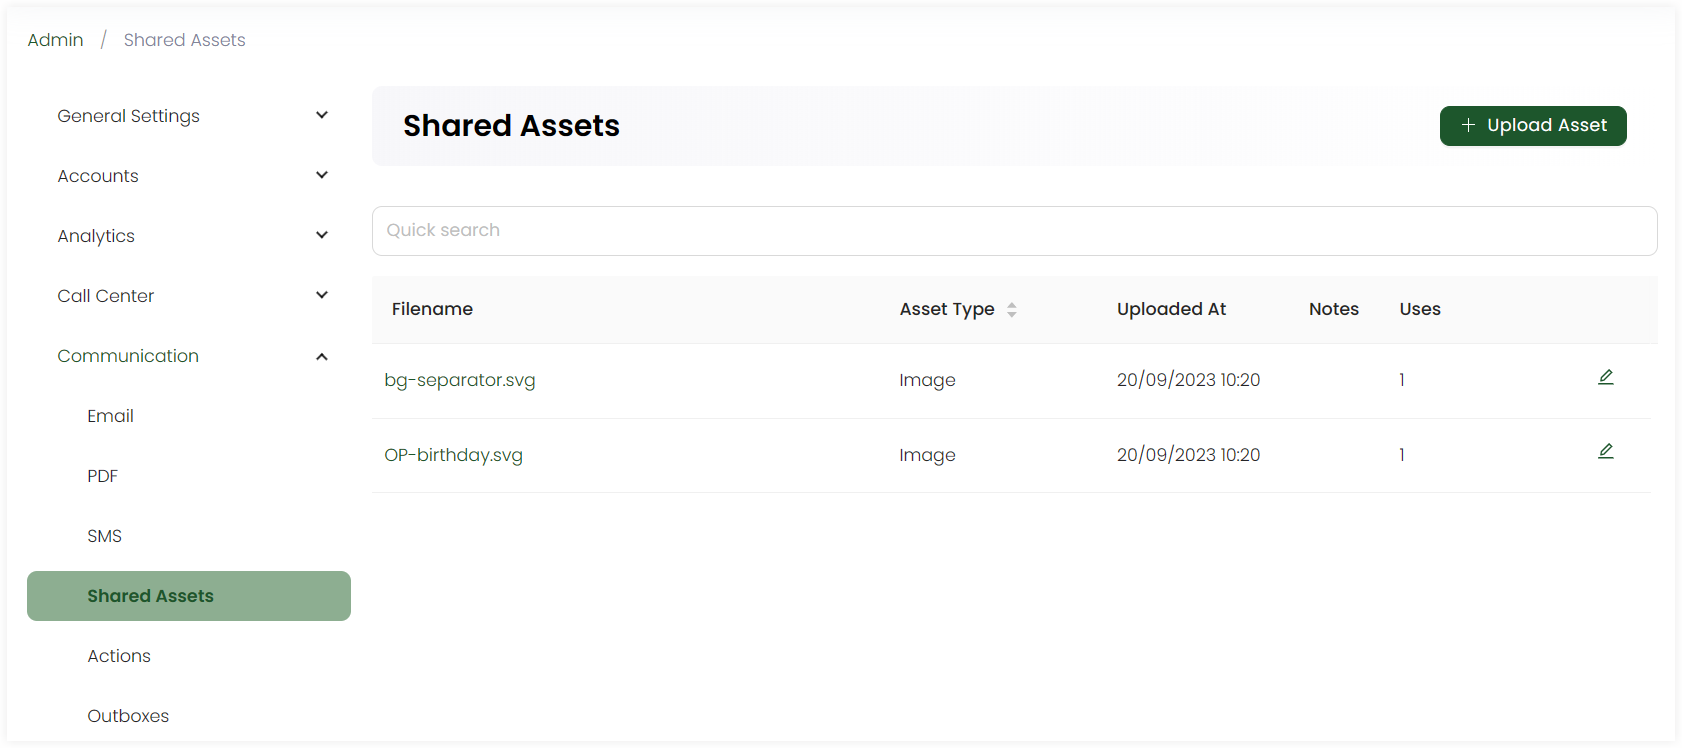 Admin / Shared Assets
General Settings
Accounts
Analytics
Call Center
Communication
Email
PDF
SMS
Shared Assets
Actions
Outboxes
Shared Assets
+ Upload Asset
Quick search
Filename Asset Type Uploaded At Notes Uses
bg-separator.svg Image 20/09/2023 10:20 1
OP-birthday.svg Image 20/09/2023 10:20 1